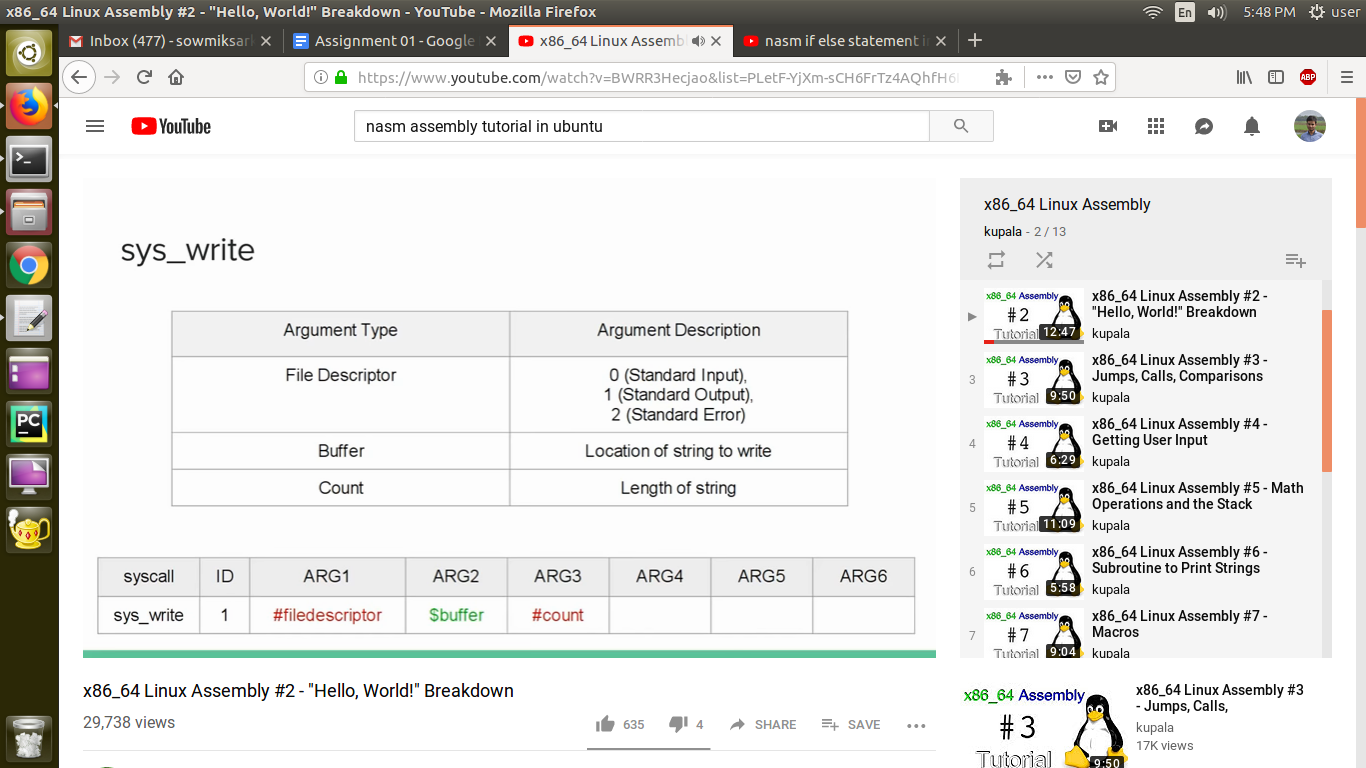 x86_64 Linux Assembly #2 - "Hello, World!" Breakdown - YouTube - Mozilla Firefox
En
5:48 PM
user
Inbox (477) - sowmiksar
Assignment 01 - Google
x86_64 Linux Assembl
nasm if else statement i
https://www.youtube.com/watch?v=BWRR3Hecjao&list=PLetF-YjXm-sCH6FrTz4AQhfH6
ABP
YouTube
nasm assembly tutorial in ubuntu
sys_write
Argument Type
Argument Description
File Descriptor
0 (Standard Input),
1 (Standard Output),
2 (Standard Error)
Buffer
Location of string to write
Count
Length of string
syscall ID ARG1 ARG2 ARG3 ARG4 ARG5 ARG6
sys_write 1 #filedescriptor $buffer #count
x86_64 Linux Assembly #2 - "Hello, World!" Breakdown
29,738 views
635
4
SHARE
SAVE
x86_64 Linux Assembly
kupala - 2 / 13
x86_64 Assembly
#2
Tutorial
12:47
x86_64 Linux Assembly #2 -
"Hello, World!" Breakdown
kupala
3
x86_64 Assembly
#3
Tutorial
9:50
x86_64 Linux Assembly #3 -
Jumps, Calls, Comparisons
kupala
4
x86_64 Assembly
#4
Tutorial
6:29
x86_64 Linux Assembly #4 -
Getting User Input
kupala
5
x86_64 Assembly
#5
Tutorial
11:09
x86_64 Linux Assembly #5 - Math
Operations and the Stack
kupala
6
x86_64 Assembly
#6
Tutorial
5:58
x86_64 Linux Assembly #6 -
Subroutine to Print Strings
kupala
7
x86_64 Assembly
#7
Tutorial
9:04
x86_64 Linux Assembly #7 -
Macros
kupala
x86_64 Assembly
#3
Tutorial
9:50
x86_64 Linux Assembly #3
- Jumps, Calls,
kupala
17K views
PC